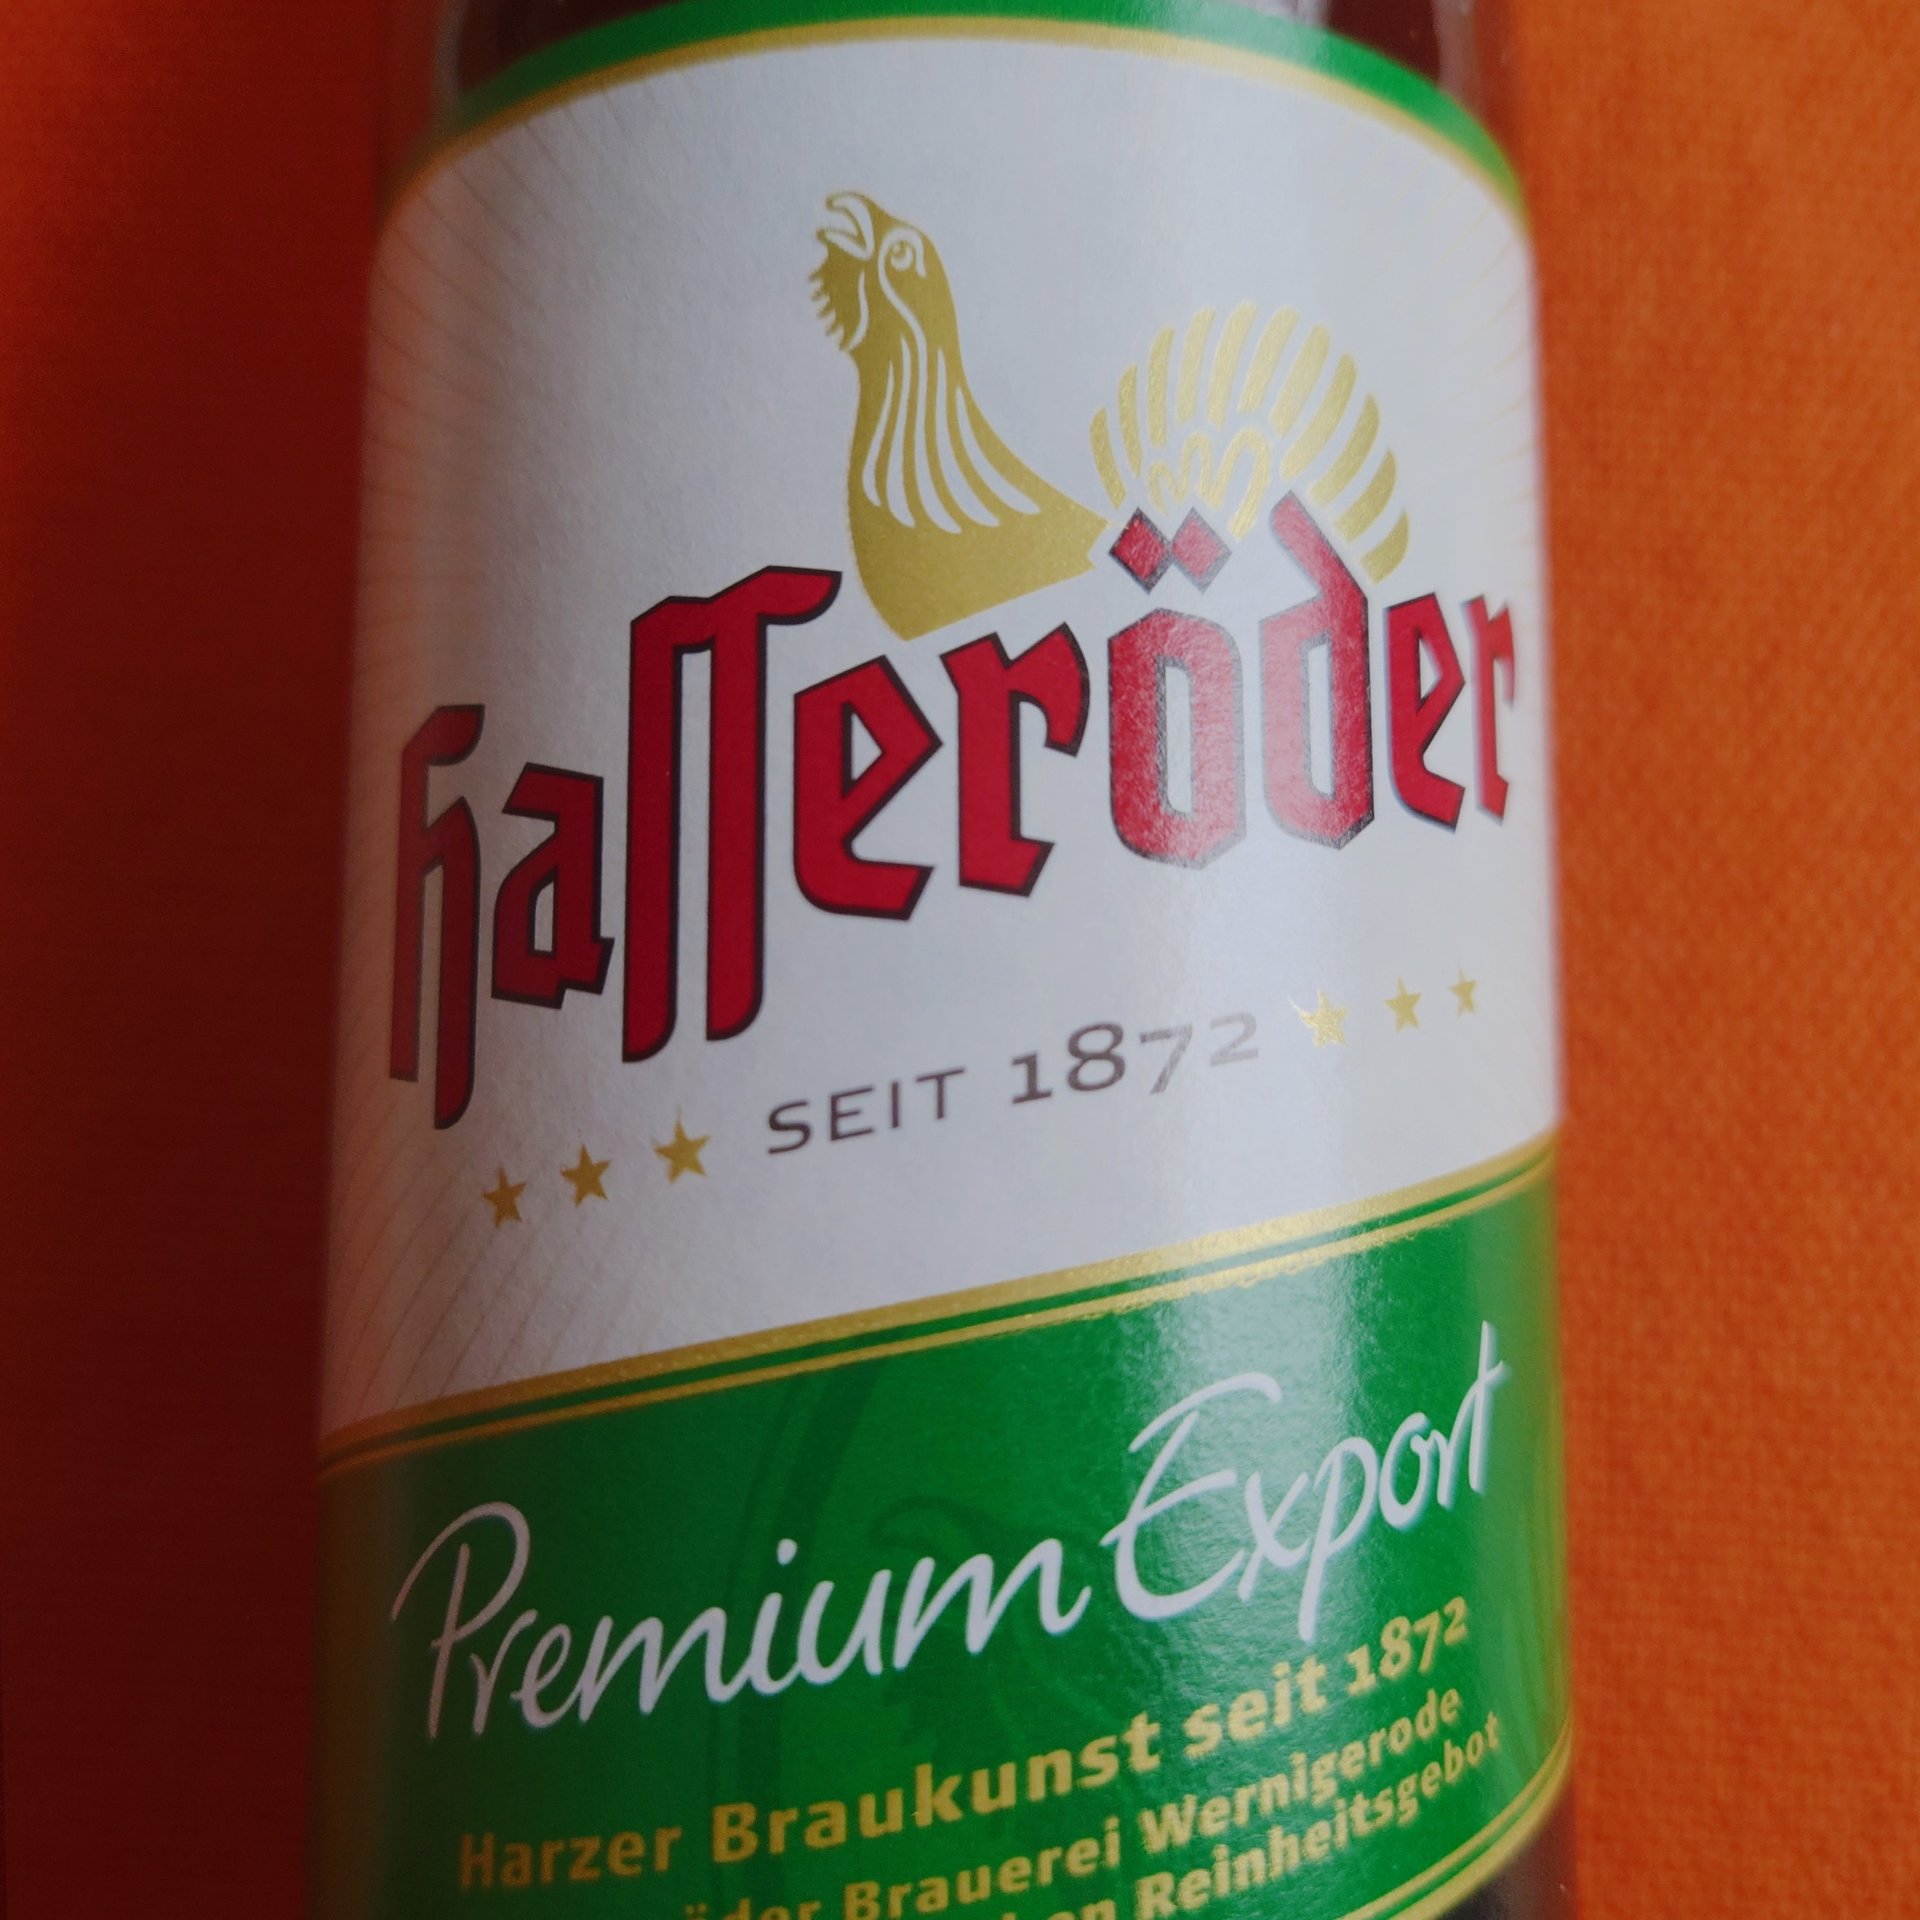 Hasseröder
SEIT 1872
Premium Export
Harzer Braukunst seit 1872
Brauerei Wernigerode
Reinheitsgebot